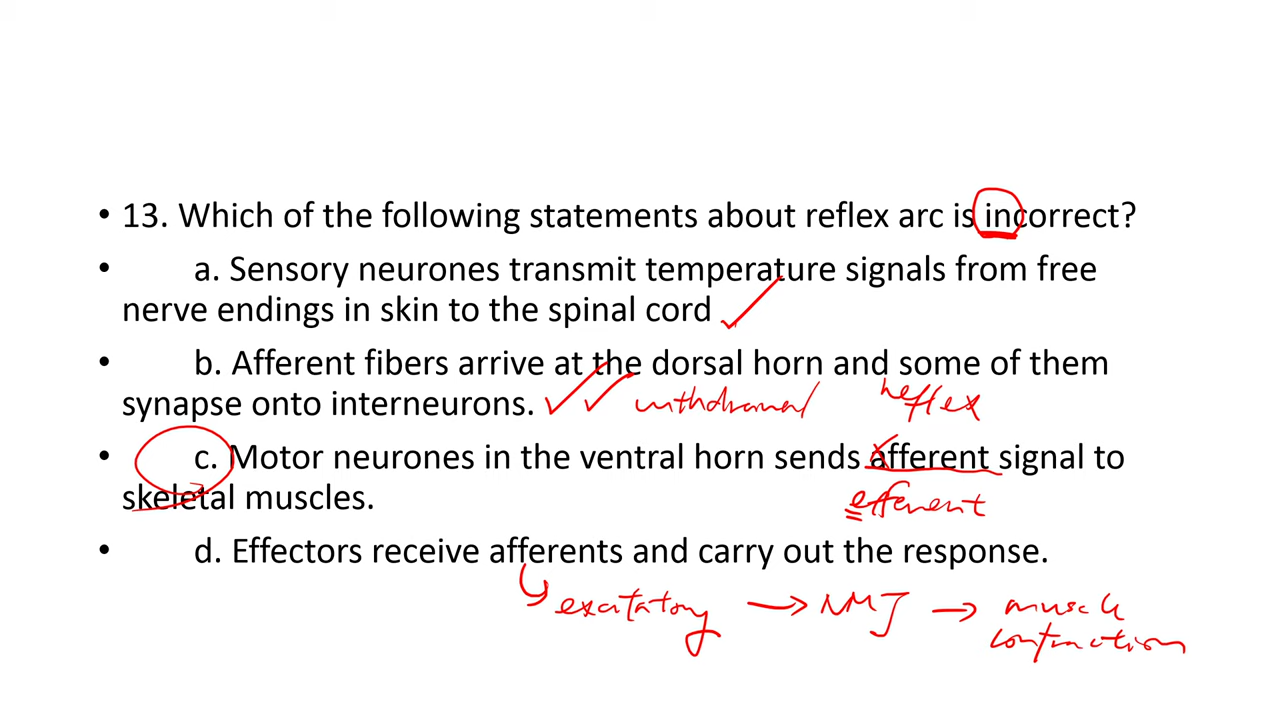 • 13. Which of the following statements about reflex arc is incorrect?
• a. Sensory neurones transmit temperature signals from free
nerve endings in skin to the spinal cord
• b. Afferent fibers arrive at the dorsal horn and some of them
synapse onto interneurons. withdrawal reflex
• c. Motor neurones in the ventral horn sends afferent signal to
skeletal muscles. efferent
• d. Effectors receive afferents and carry out the response.
excitatory → NMJ → muscle
contraction